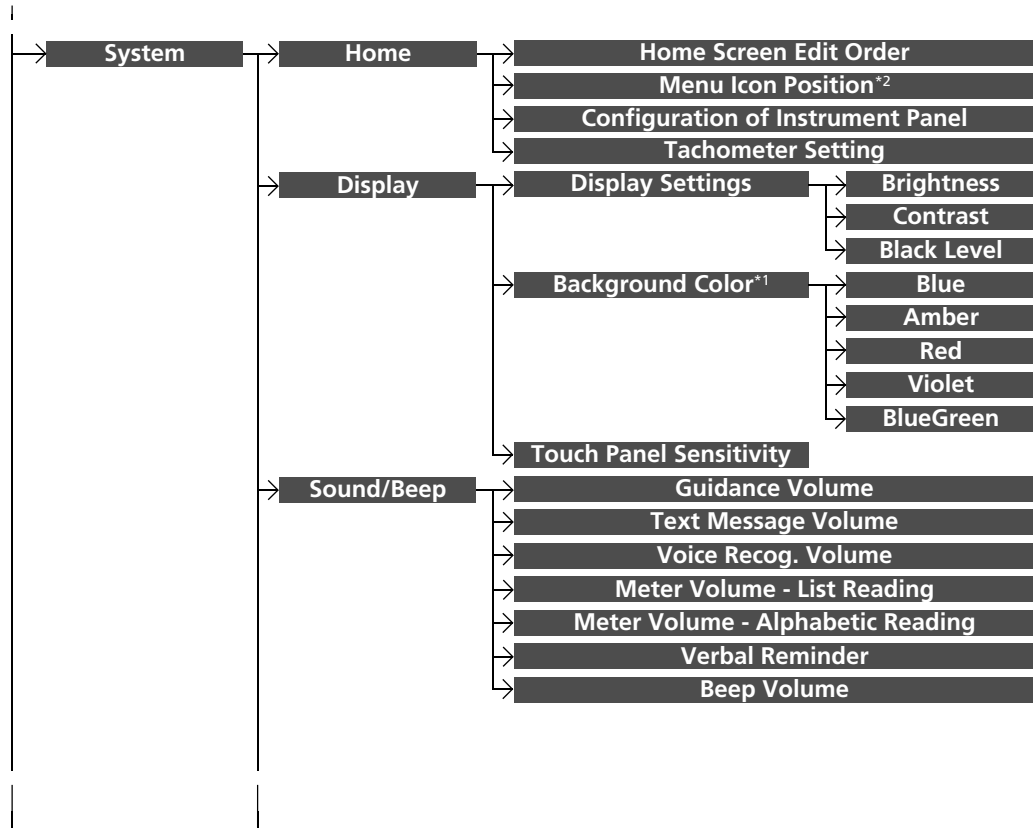 System
Home
Home Screen Edit Order
Menu Icon Position*2
Configuration of Instrument Panel
Tachometer Setting
Display
Display Settings
Brightness
Contrast
Black Level
Background Color*1
Blue
Amber
Red
Violet
BlueGreen
Touch Panel Sensitivity
Sound/Beep
Guidance Volume
Text Message Volume
Voice Recog. Volume
Meter Volume - List Reading
Meter Volume - Alphabetic Reading
Verbal Reminder
Beep Volume